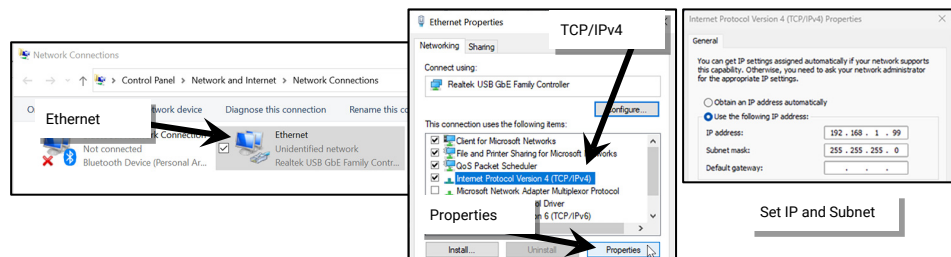 Network Connections
Control Panel > Network and Internet > Network Connections
work device Diagnose this connection Rename this
Ethernet
Connection
Not connected
Bluetooth Device (Personal Ar...
Ethernet
Unidentified network
Realtek USB GbE Family Contr...
Ethernet Properties
TCP/IPv4
Networking Sharing
Connect using:
Realtek USB GbE Family Controller
Configure...
This connection uses the following items:
Client for Microsoft Networks
File and Printer Sharing for Microsoft Networks
QoS Packet Scheduler
Internet Protocol Version 4 (TCP/IPv4)
Microsoft Network Adapter Multiplexor Protocol
ol Driver
Properties
6 (TCP/IPv6)
Install... Uninstall Properties
Internet Protocol Version 4 (TCP/IPv4) Properties
General
You can get IP settings assigned automatically if your network supports
this capability. Otherwise, you need to ask your network administrator
for the appropriate IP settings.
Obtain an IP address automatically
Use the following IP address:
IP address: 192 . 168 . 1 . 99
Subnet mask: 255 . 255 . 255 . 0
Default gateway: . . .
Set IP and Subnet